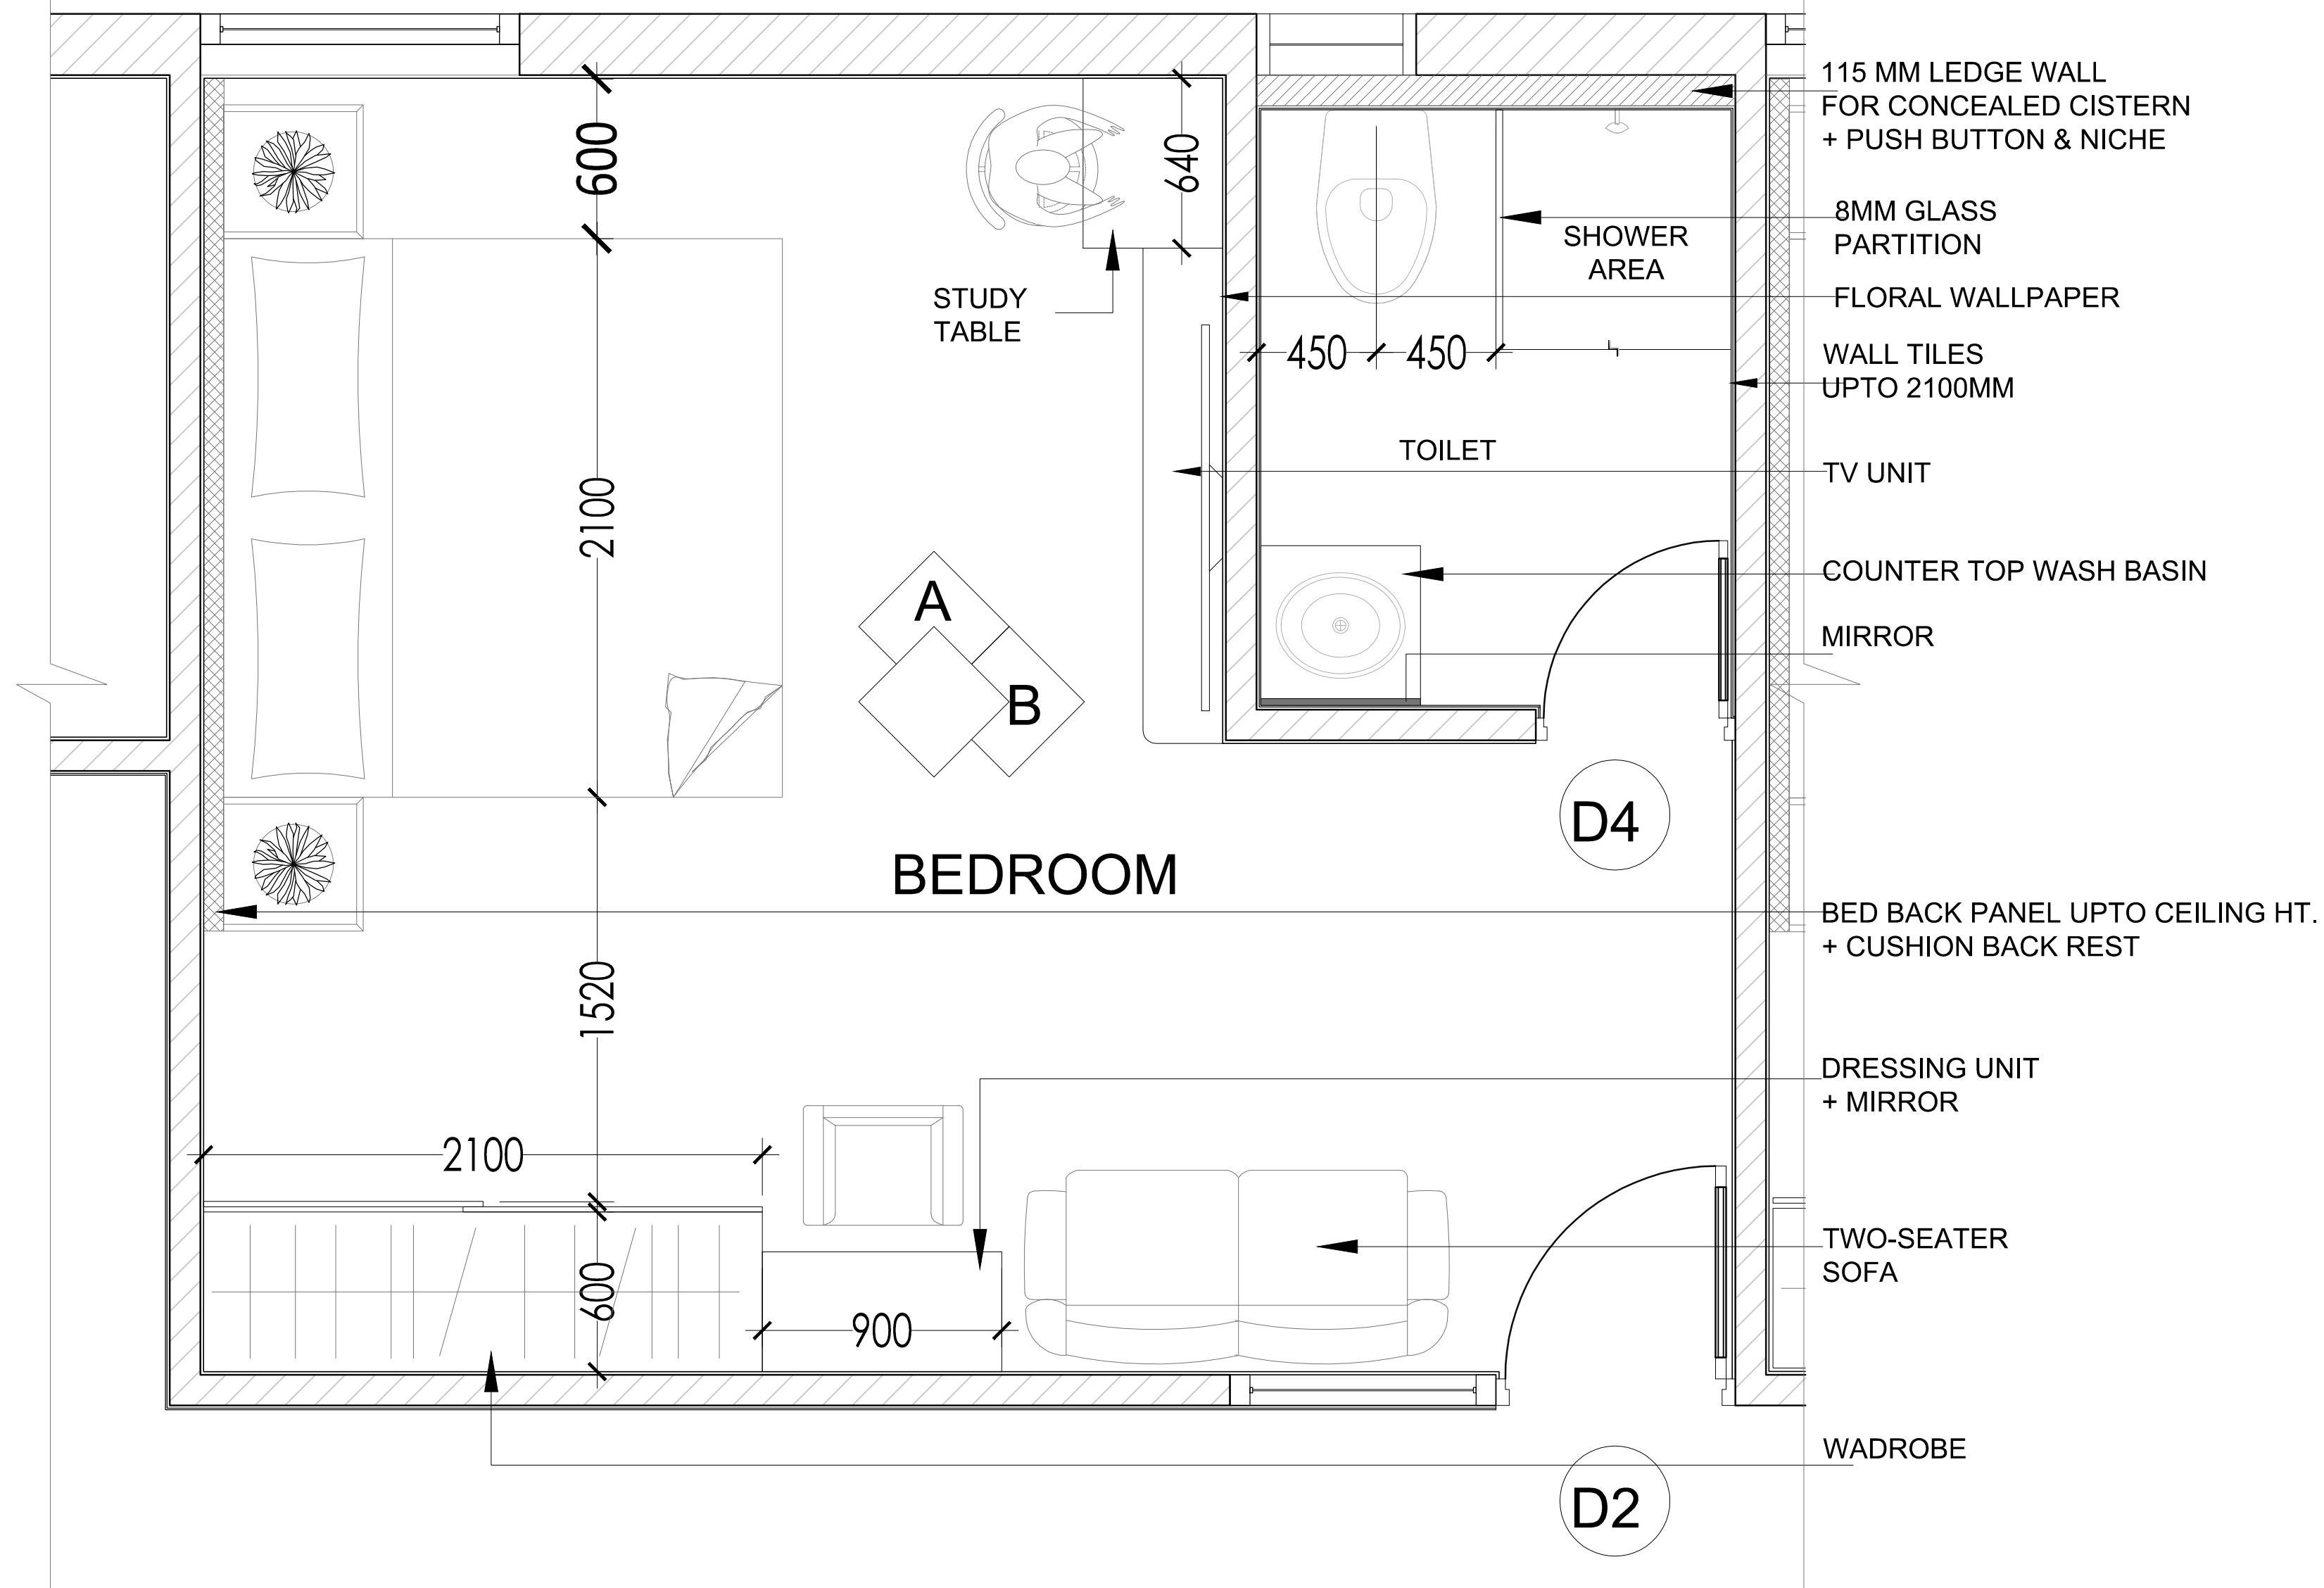 115 MM LEDGE WALL
FOR CONCEALED CISTERN
+ PUSH BUTTON & NICHE
600
640
8MM GLASS
PARTITION
SHOWER
AREA
STUDY
TABLE
FLORAL WALLPAPER
450
450
WALL TILES
UPTO 2100MM
TOILET
TV UNIT
2100
COUNTER TOP WASH BASIN
A
MIRROR
B
D4
BEDROOM
BED BACK PANEL UPTO CEILING HT.
+ CUSHION BACK REST
1520
DRESSING UNIT
+ MIRROR
2100
TWO-SEATER
SOFA
600
900
WADROBE
D2